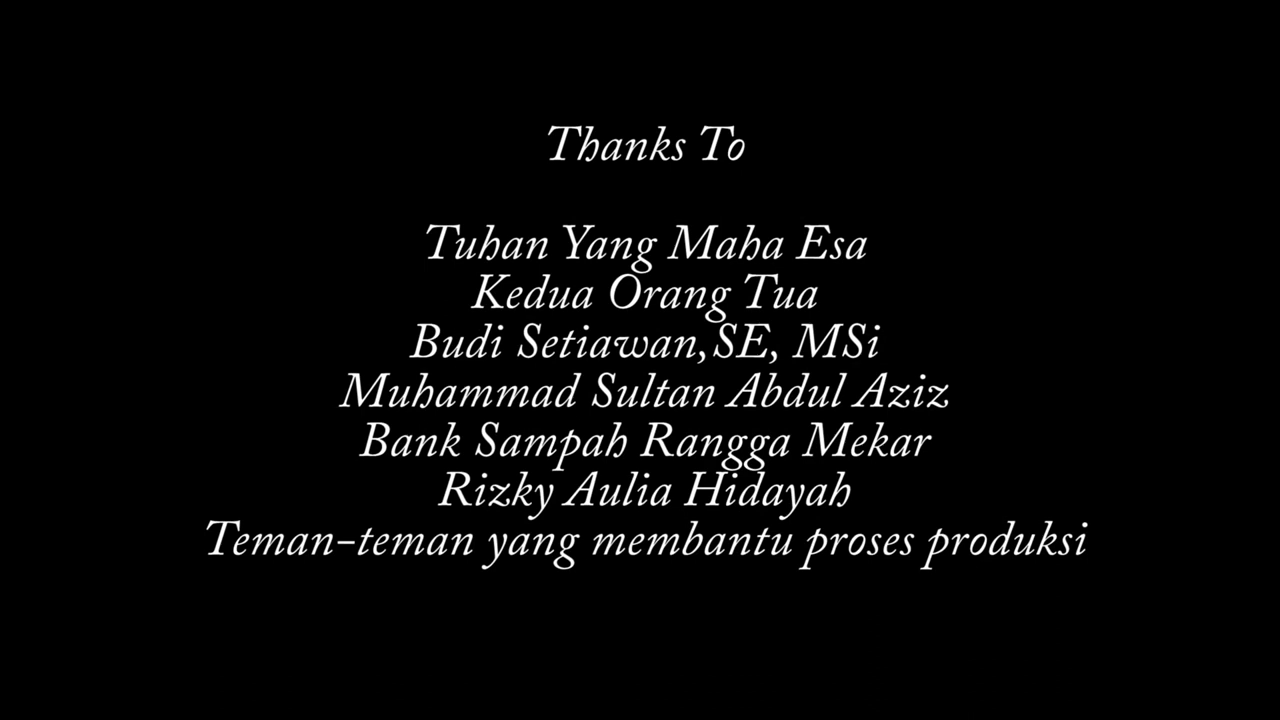 Thanks To
Tuhan Yang Maha Esa
Kedua Orang Tua
Budi Setiawan,SE, MSi
Muhammad Sultan Abdul Aziz
Bank Sampah Rangga Mekar
Rizky Aulia Hidayah
Teman-teman yang membantu proses produksi